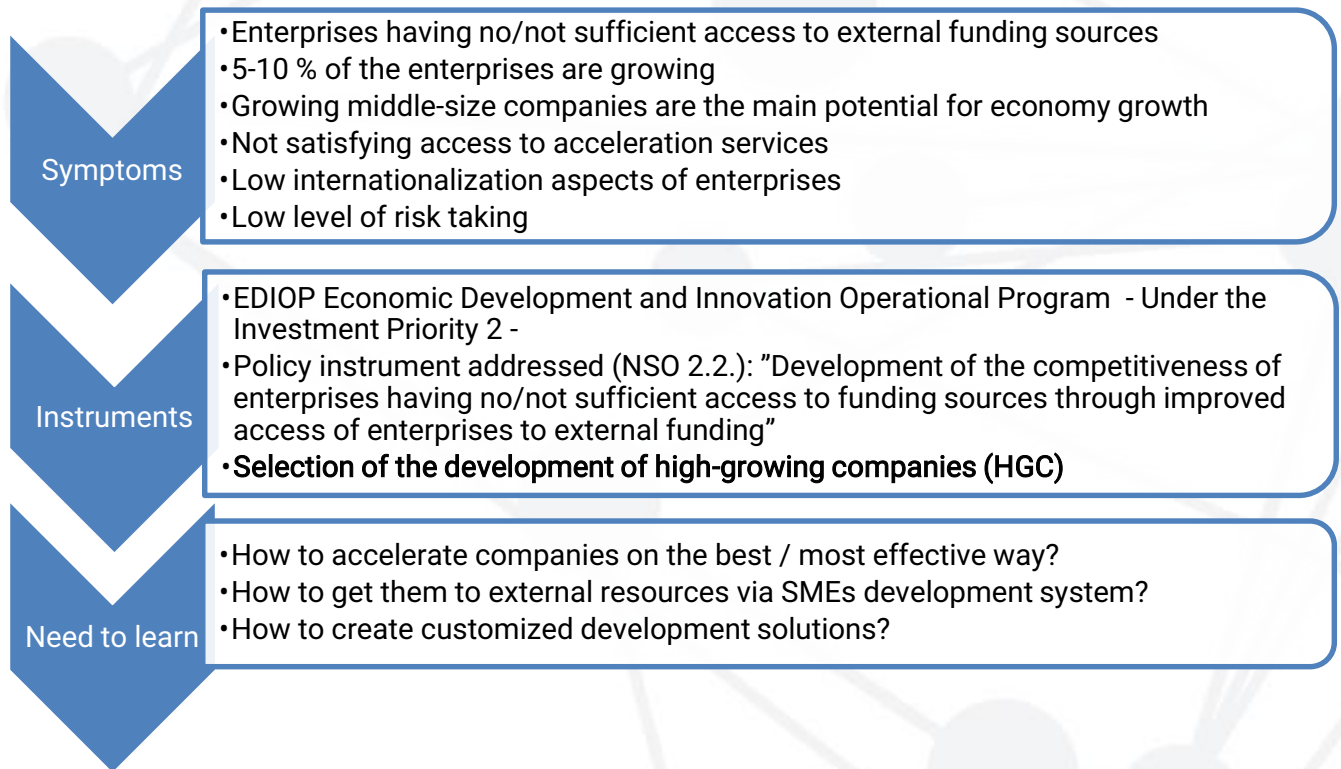 Symptoms
•Enterprises having no/not sufficient access to external funding sources
•5-10 % of the enterprises are growing
•Growing middle-size companies are the main potential for economy growth
•Not satisfying access to acceleration services
•Low internationalization aspects of enterprises
•Low level of risk taking
Instruments
•EDIOP Economic Development and Innovation Operational Program - Under the
Investment Priority 2 -
•Policy instrument addressed (NSO 2.2.): ”Development of the competitiveness of
enterprises having no/not sufficient access to funding sources through improved
access of enterprises to external funding”
•Selection of the development of high-growing companies (HGC)
Need to learn
•How to accelerate companies on the best / most effective way?
•How to get them to external resources via SMEs development system?
•How to create customized development solutions?